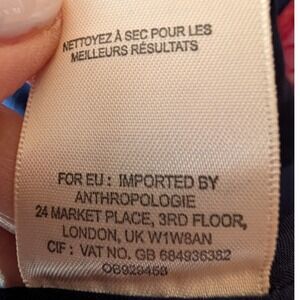 NETTOYEZ À SEC POUR LES
MEILLEURS RÉSULTATS
FOR EU : IMPORTED BY
ANTHROPOLOGIE
24 MARKET PLACE, 3RD FLOOR,
LONDON, UK W1W8AN
CIF : VAT NO. GB 684936382